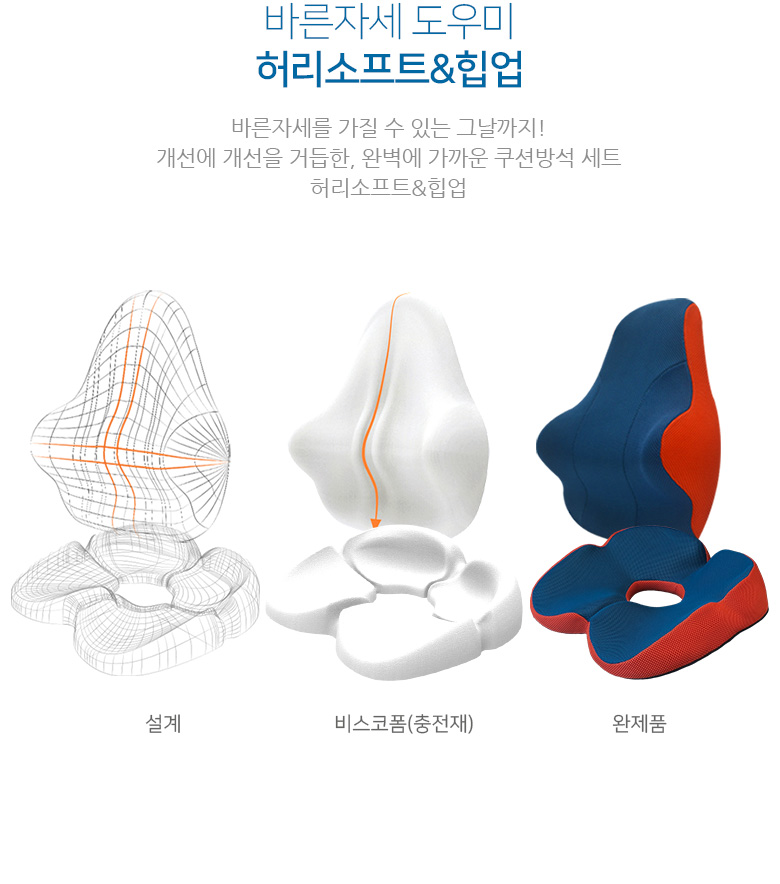 바른자세 도우미
허리소프트&힙업
바른자세를 가질 수 있는 그날까지!
개선에 개선을 거듭한, 완벽에 가까운 쿠션방석 세트
허리소프트&힙업
설계
비스코폼(충전재)
완제품